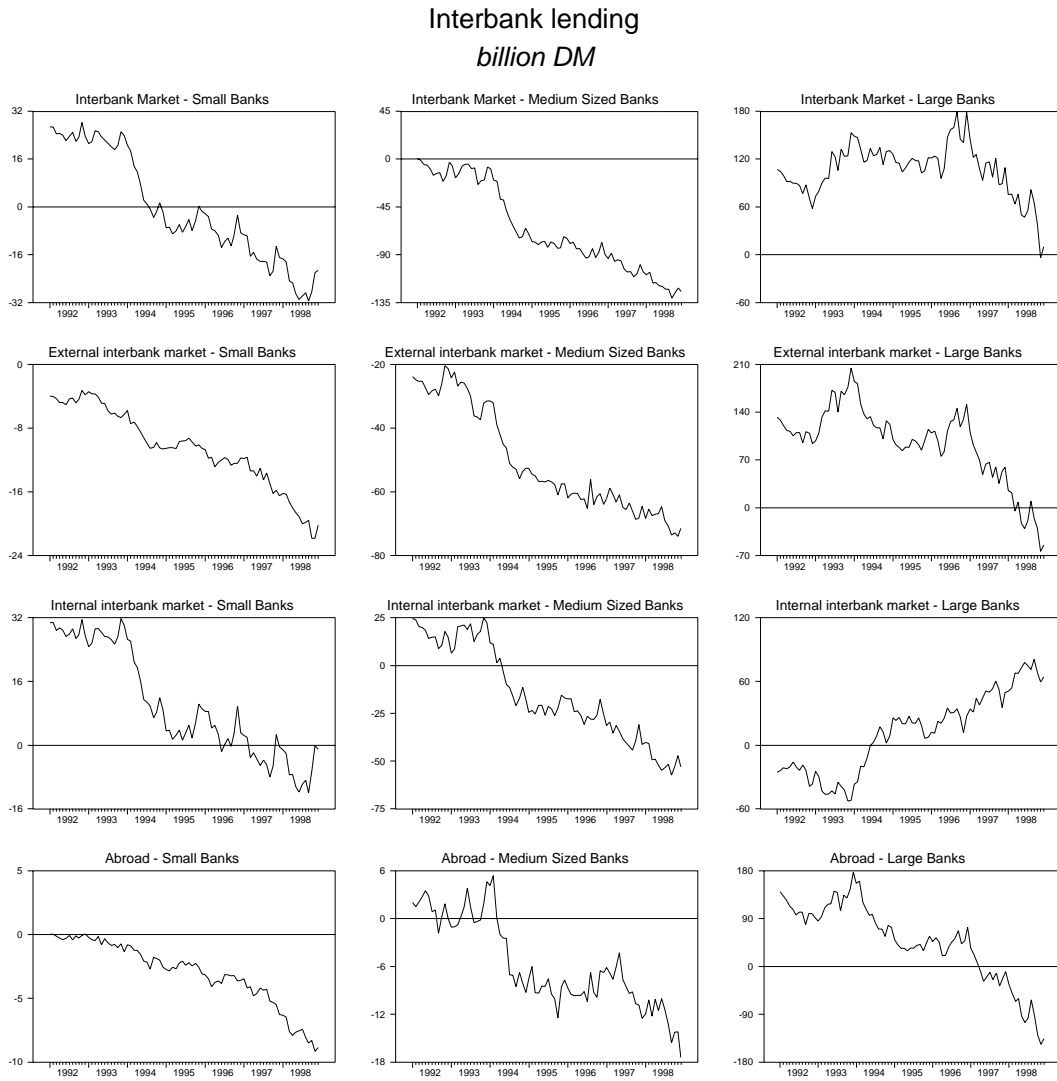 Interbank lending
billion DM
Interbank Market - Small Banks
32
16
0
-16
-32
1992 1993 1994 1995 1996 1997 1998
Interbank Market - Medium Sized Banks
45
0
-45
-90
-135
1992 1993 1994 1995 1996 1997 1998
Interbank Market - Large Banks
180
120
60
0
-60
1992 1993 1994 1995 1996 1997 1998
External interbank market - Small Banks
0
-8
-16
-24
1992 1993 1994 1995 1996 1997 1998
External interbank market - Medium Sized Banks
-20
-40
-60
-80
1992 1993 1994 1995 1996 1997 1998
External interbank market - Large Banks
210
140
70
0
-70
1992 1993 1994 1995 1996 1997 1998
Internal interbank market - Small Banks
32
16
0
-16
1992 1993 1994 1995 1996 1997 1998
Internal interbank market - Medium Sized Banks
25
0
-25
-50
-75
1992 1993 1994 1995 1996 1997 1998
Internal interbank market - Large Banks
120
60
0
-60
1992 1993 1994 1995 1996 1997 1998
Abroad - Small Banks
5
0
-5
-10
1992 1993 1994 1995 1996 1997 1998
Abroad - Medium Sized Banks
6
0
-6
-12
-18
1992 1993 1994 1995 1996 1997 1998
Abroad - Large Banks
180
90
0
-90
-180
1992 1993 1994 1995 1996 1997 1998